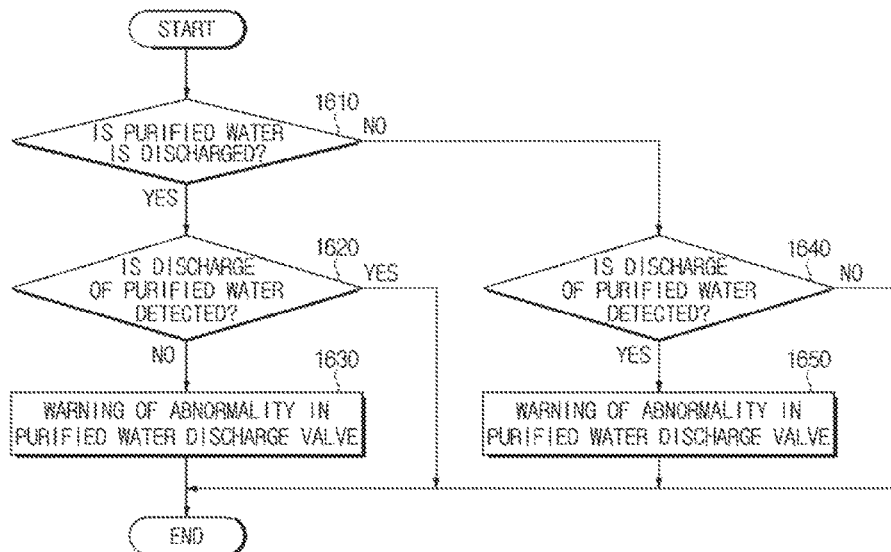 START
1610
IS PURIFIED WATER
IS DISCHARGED?
NO
YES
1620
IS DISCHARGE
OF PURIFIED WATER
DETECTED?
YES
NO
1640
IS DISCHARGE
OF PURIFIED WATER
DETECTED?
NO
YES
1630
WARNING OF ABNORMALITY IN
PURIFIED WATER DISCHARGE VALVE
1650
WARNING OF ABNORMALITY IN
PURIFIED WATER DISCHARGE VALVE
END